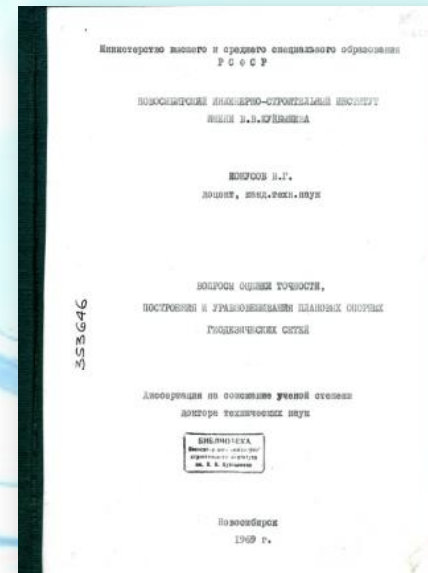 Министерство высшего и среднего специального образования
РСФСР
НОВОСИБИРСКИЙ ИНЖЕНЕРНО-СТРОИТЕЛЬНЫЙ ИНСТИТУТ
ИМЕНИ В.В.КУЙБЫШЕВА
КОНУСОВ В.Г.
доцент, канд.техн.наук
ВОПРОСЫ ОЦЕНКИ ТОЧНОСТИ,
ПОСТРОЕНИЯ И УРАВНОВЕШИВАНИЯ ПЛАНОВЫХ ОПОРНЫХ
ГЕОДЕЗИЧЕСКИХ СЕТЕЙ
353646
Диссертация на соискание ученой степени
доктора технических наук
БИБЛИОТЕКА
им. В. В. Куйбышева
Новосибирск
1969 г.